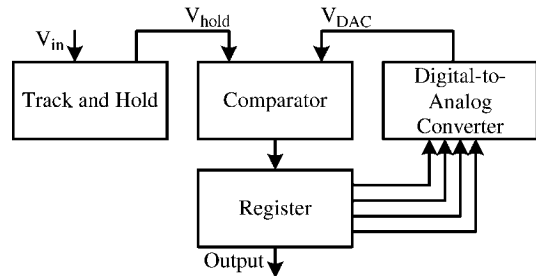 V_hold
V_DAC
V_in
Track and Hold
Comparator
Digital-to-
Analog
Converter
Register
Output